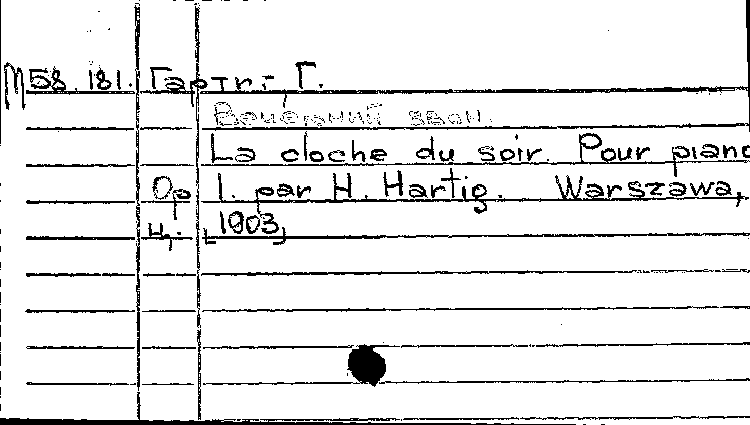 М58.181. Гартиг, Г.
Вечерний звон.
La cloche du soir. Pour piano
Op 1. par H. Hartig. Warszawa,
ц. [1903]